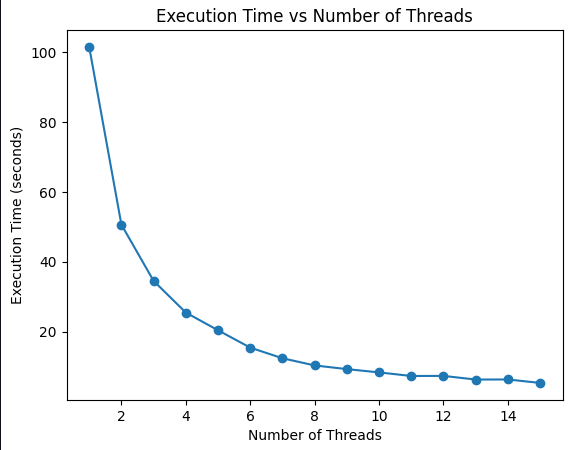 Execution Time vs Number of Threads
Execution Time (seconds)
100
80
60
40
20
2 4 6 8 10 12 14
Number of Threads